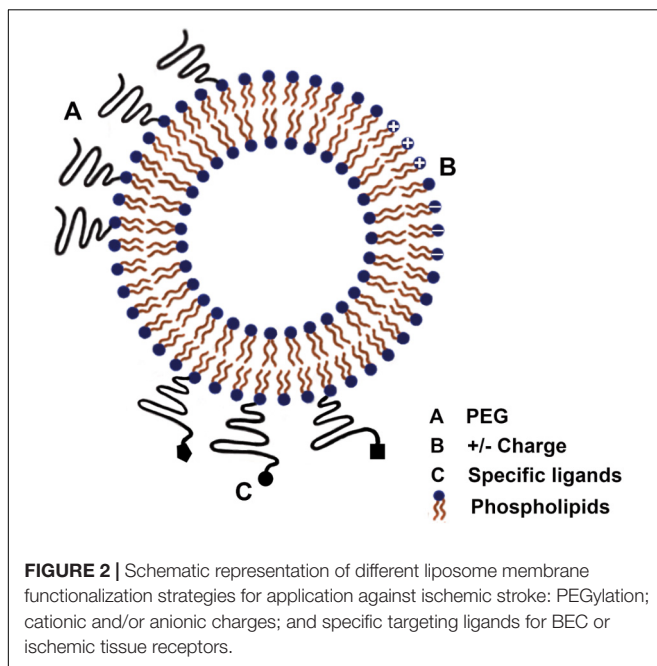 A
B
C
A PEG
B +/- Charge
C Specific ligands
Phospholipids
FIGURE 2 | Schematic representation of different liposome membrane
functionalization strategies for application against ischemic stroke: PEGylation;
cationic and/or anionic charges; and specific targeting ligands for BEC or
ischemic tissue receptors.